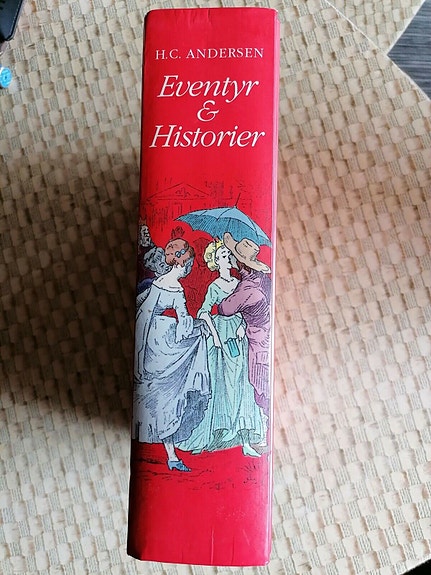 H.C. ANDERSEN
Eventyr
&
Historier